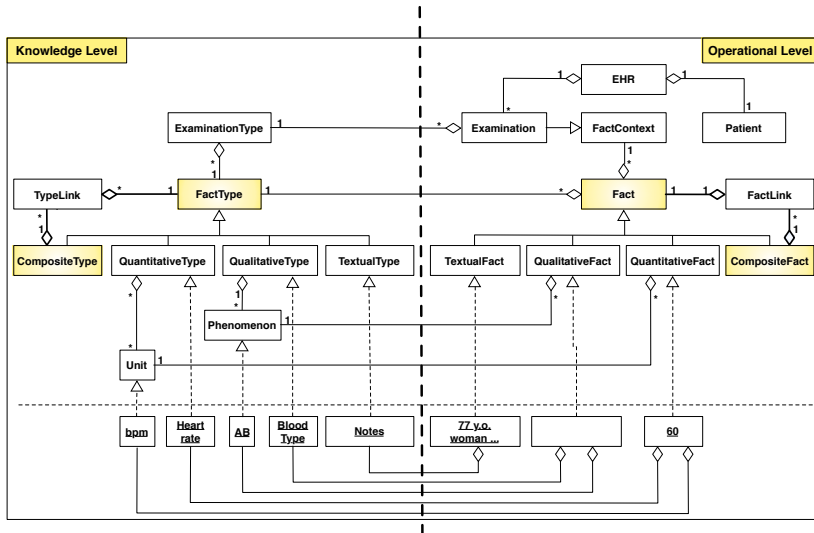 Knowledge Level
Operational Level
EHR
1
1
*
1
ExaminationType
1
*
Examination
FactContext
Patient
*
1
1
*
TypeLink
*
1
FactType
1
*
Fact
1
1
FactLink
*
1
*
1
CompositeType
QuantitativeType
QualitativeType
TextualType
TextualFact
QualitativeFact
QuantitativeFact
CompositeFact
*
1
*
*
*
Phenomenon
1
*
Unit
1
bpm
Heart
rate
AB
Blood
Type
Notes
77 y.o.
woman ...
60